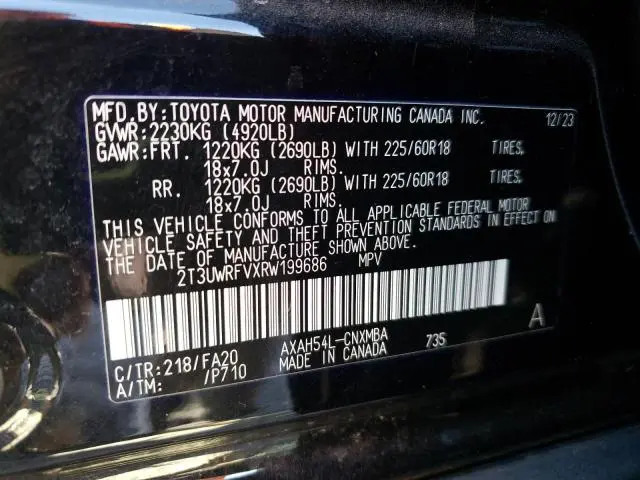 MFD.BY:TOYOTA MOTOR MANUFACTURING CANADA INC. 12/23
GVWR:2230KG (4920LB)
GAWR:FRT. 1220KG (2690LB) WITH 225/60R18 TIRES,
18x7.0J RIMS.
RR. 1220KG (2690LB) WITH 225/60R18 TIRES,
18x7.0J RIMS.
THIS VEHICLE CONFORMS TO ALL APPLICABLE FEDERAL MOTOR
VEHICLE SAFETY AND THEFT PREVENTION STANDARDS IN EFFECT ON
THE DATE OF MANUFACTURE SHOWN ABOVE.
2T3UWRFVXRW199686 MPV
A
C/TR:218/FA20 AXAH54L-CNXMBA 735
A/TM: /P710 MADE IN CANADA